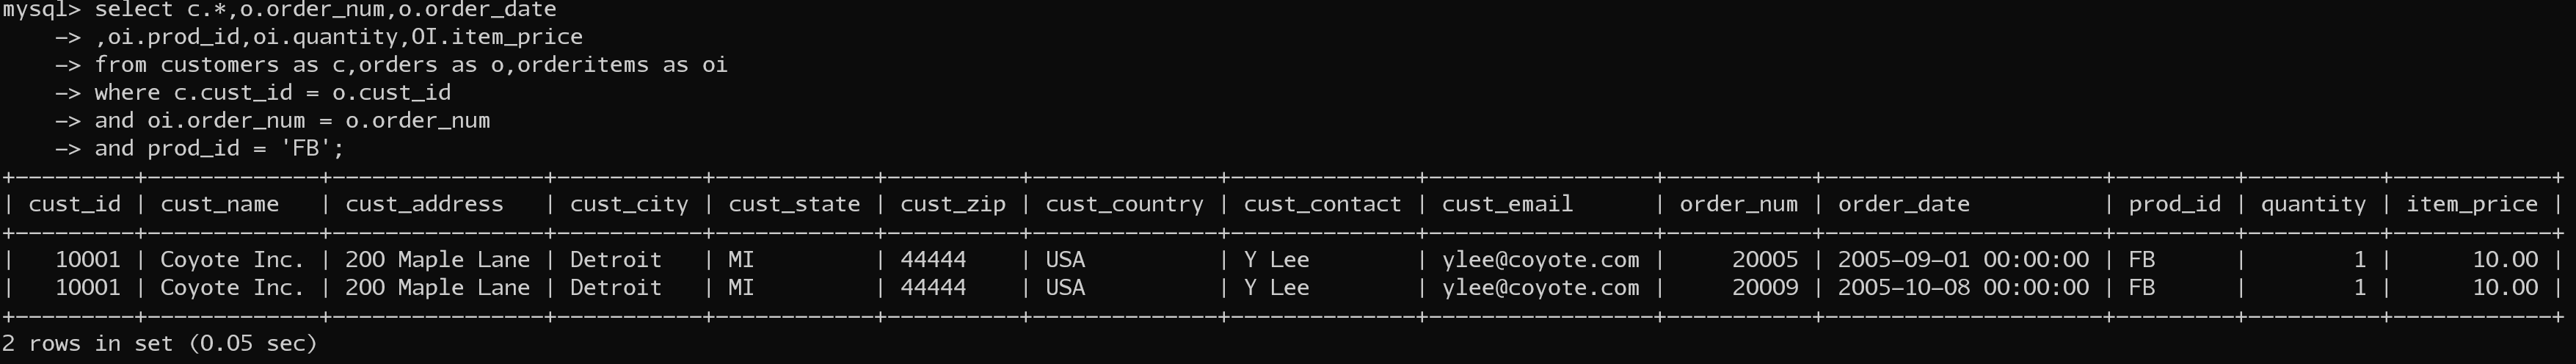 mysql> select c.*,o.order_num,o.order_date
    -> ,oi.prod_id,oi.quantity,OI.item_price
    -> from customers as c,orders as o,orderitems as oi
    -> where c.cust_id = o.cust_id
    -> and oi.order_num = o.order_num
    -> and prod_id = 'FB';
+---------+-------------+----------------+-----------+------------+----------+--------------+--------------+-----------------+-----------+---------------------+---------+----------+------------+
| cust_id | cust_name   | cust_address   | cust_city | cust_state | cust_zip | cust_country | cust_contact | cust_email      | order_num | order_date          | prod_id | quantity | item_price |
+---------+-------------+----------------+-----------+------------+----------+--------------+--------------+-----------------+-----------+---------------------+---------+----------+------------+
|   10001 | Coyote Inc. | 200 Maple Lane | Detroit   | MI         | 44444    | USA          | Y Lee        | ylee@coyote.com |     20005 | 2005-09-01 00:00:00 | FB      |        1 |      10.00 |
|   10001 | Coyote Inc. | 200 Maple Lane | Detroit   | MI         | 44444    | USA          | Y Lee        | ylee@coyote.com |     20009 | 2005-10-08 00:00:00 | FB      |        1 |      10.00 |
+---------+-------------+----------------+-----------+------------+----------+--------------+--------------+-----------------+-----------+---------------------+---------+----------+------------+
2 rows in set (0.05 sec)